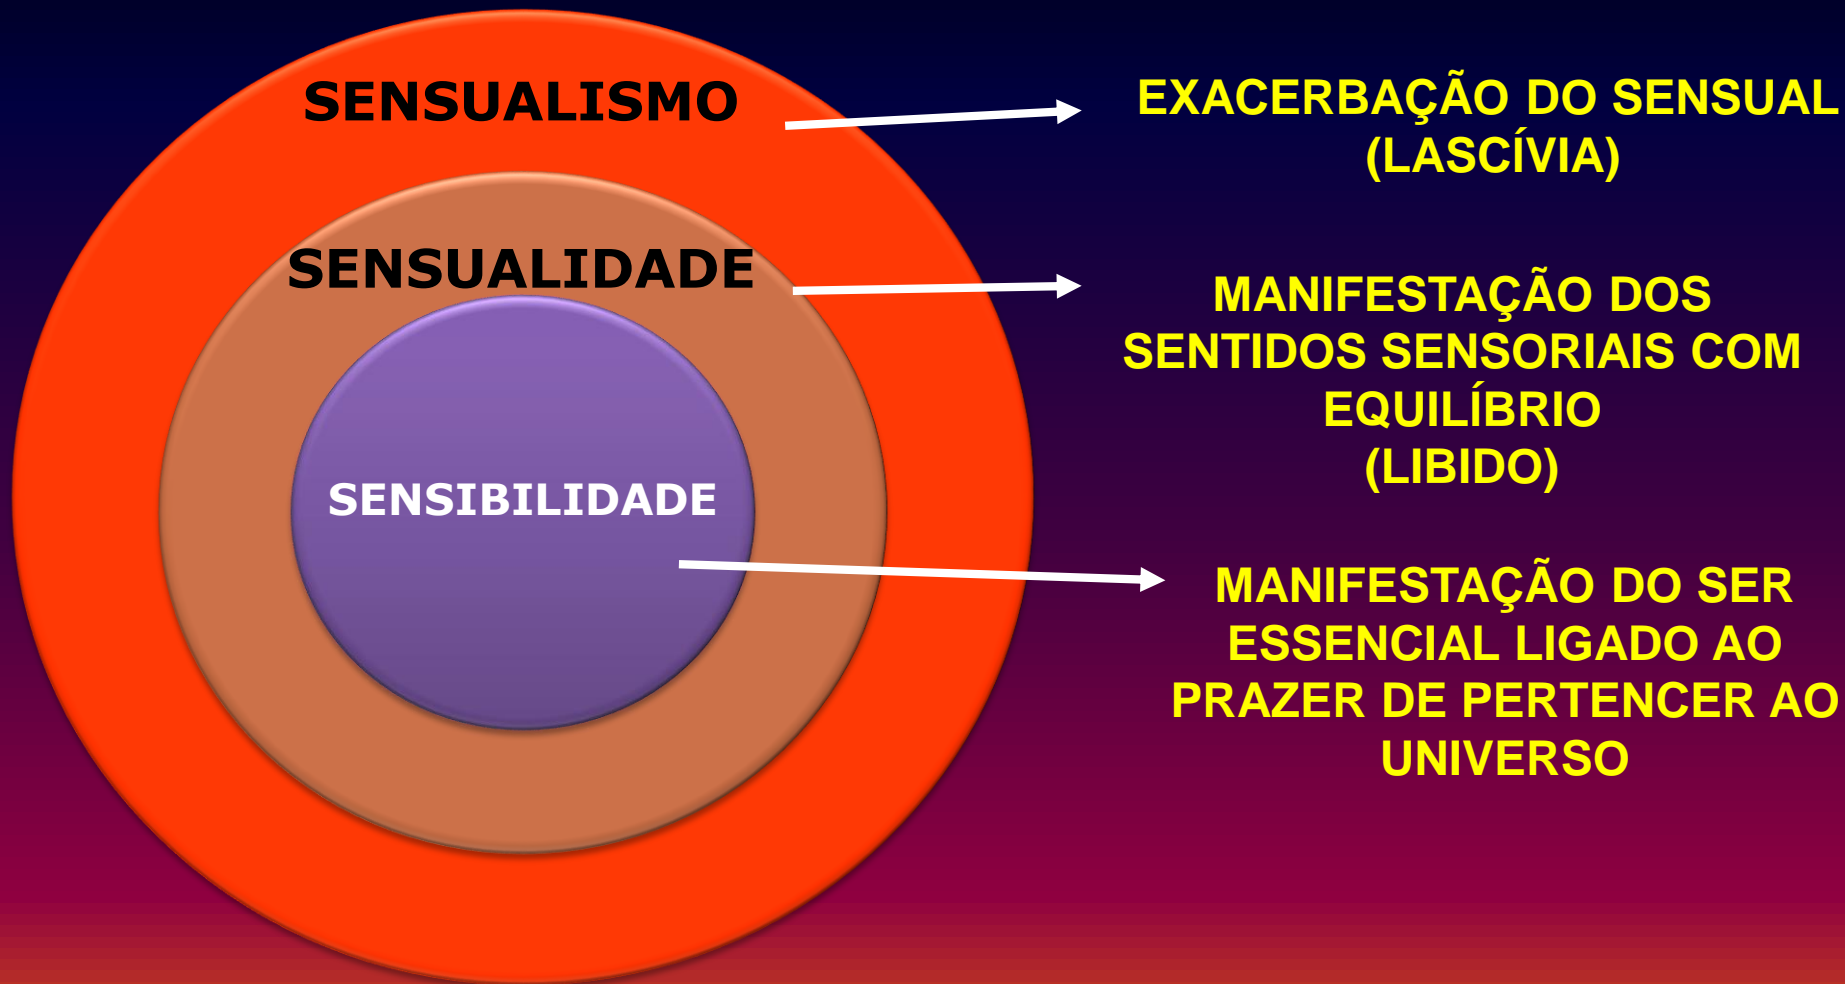 SENSUALISMO
EXACERBAÇÃO DO SENSUAL
(LASCÍVIA)
SENSUALIDADE
MANIFESTAÇÃO DOS
SENTIDOS SENSORIAIS COM
EQUILÍBRIO
(LIBIDO)
SENSIBILIDADE
MANIFESTAÇÃO DO SER
ESSENCIAL LIGADO AO
PRAZER DE PERTENCER AO
UNIVERSO